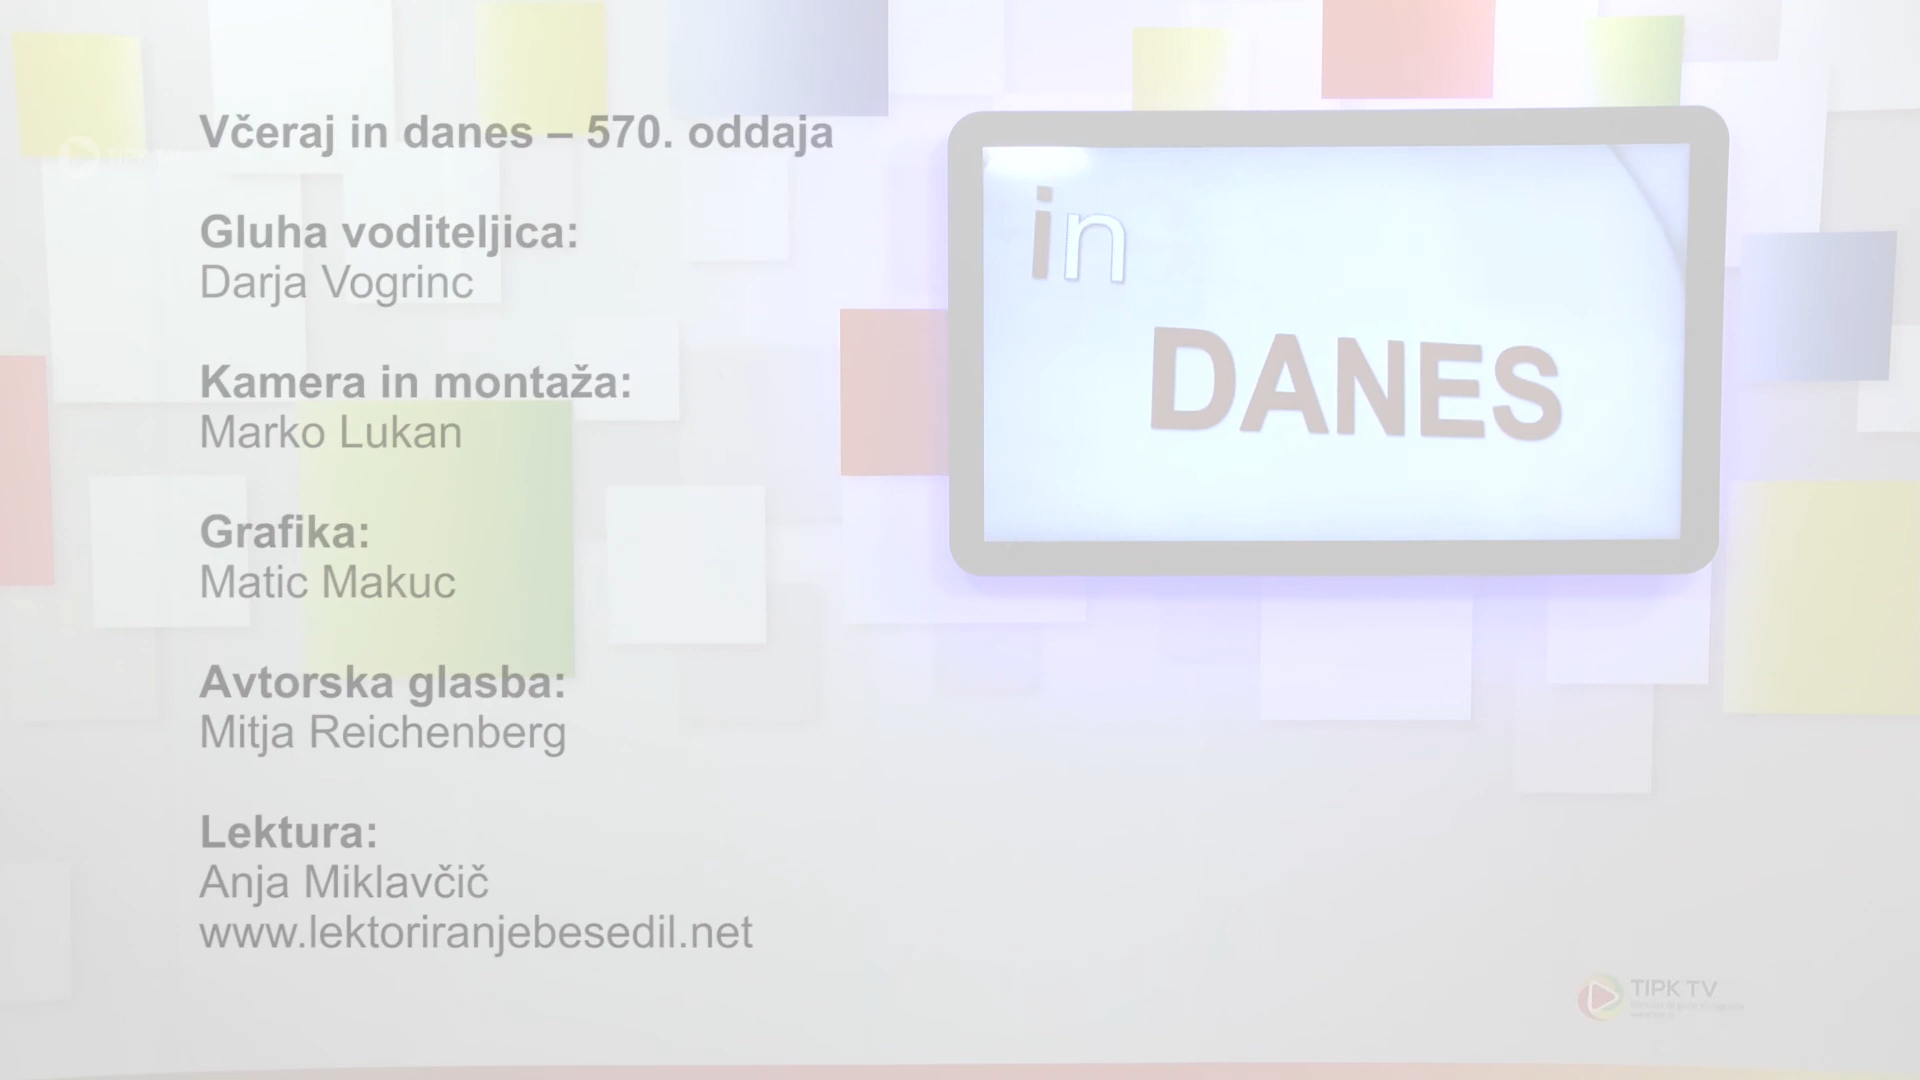 Včeraj in danes – 570. oddaja
Gluha voditeljica:
Darja Vogrinc
Kamera in montaža:
Marko Lukan
Grafika:
Matic Makuc
Avtorska glasba:
Mitja Reichenberg
Lektura:
Anja Miklavčič
www.lektoriranjebesedil.net
in
DANES
TIPK TV